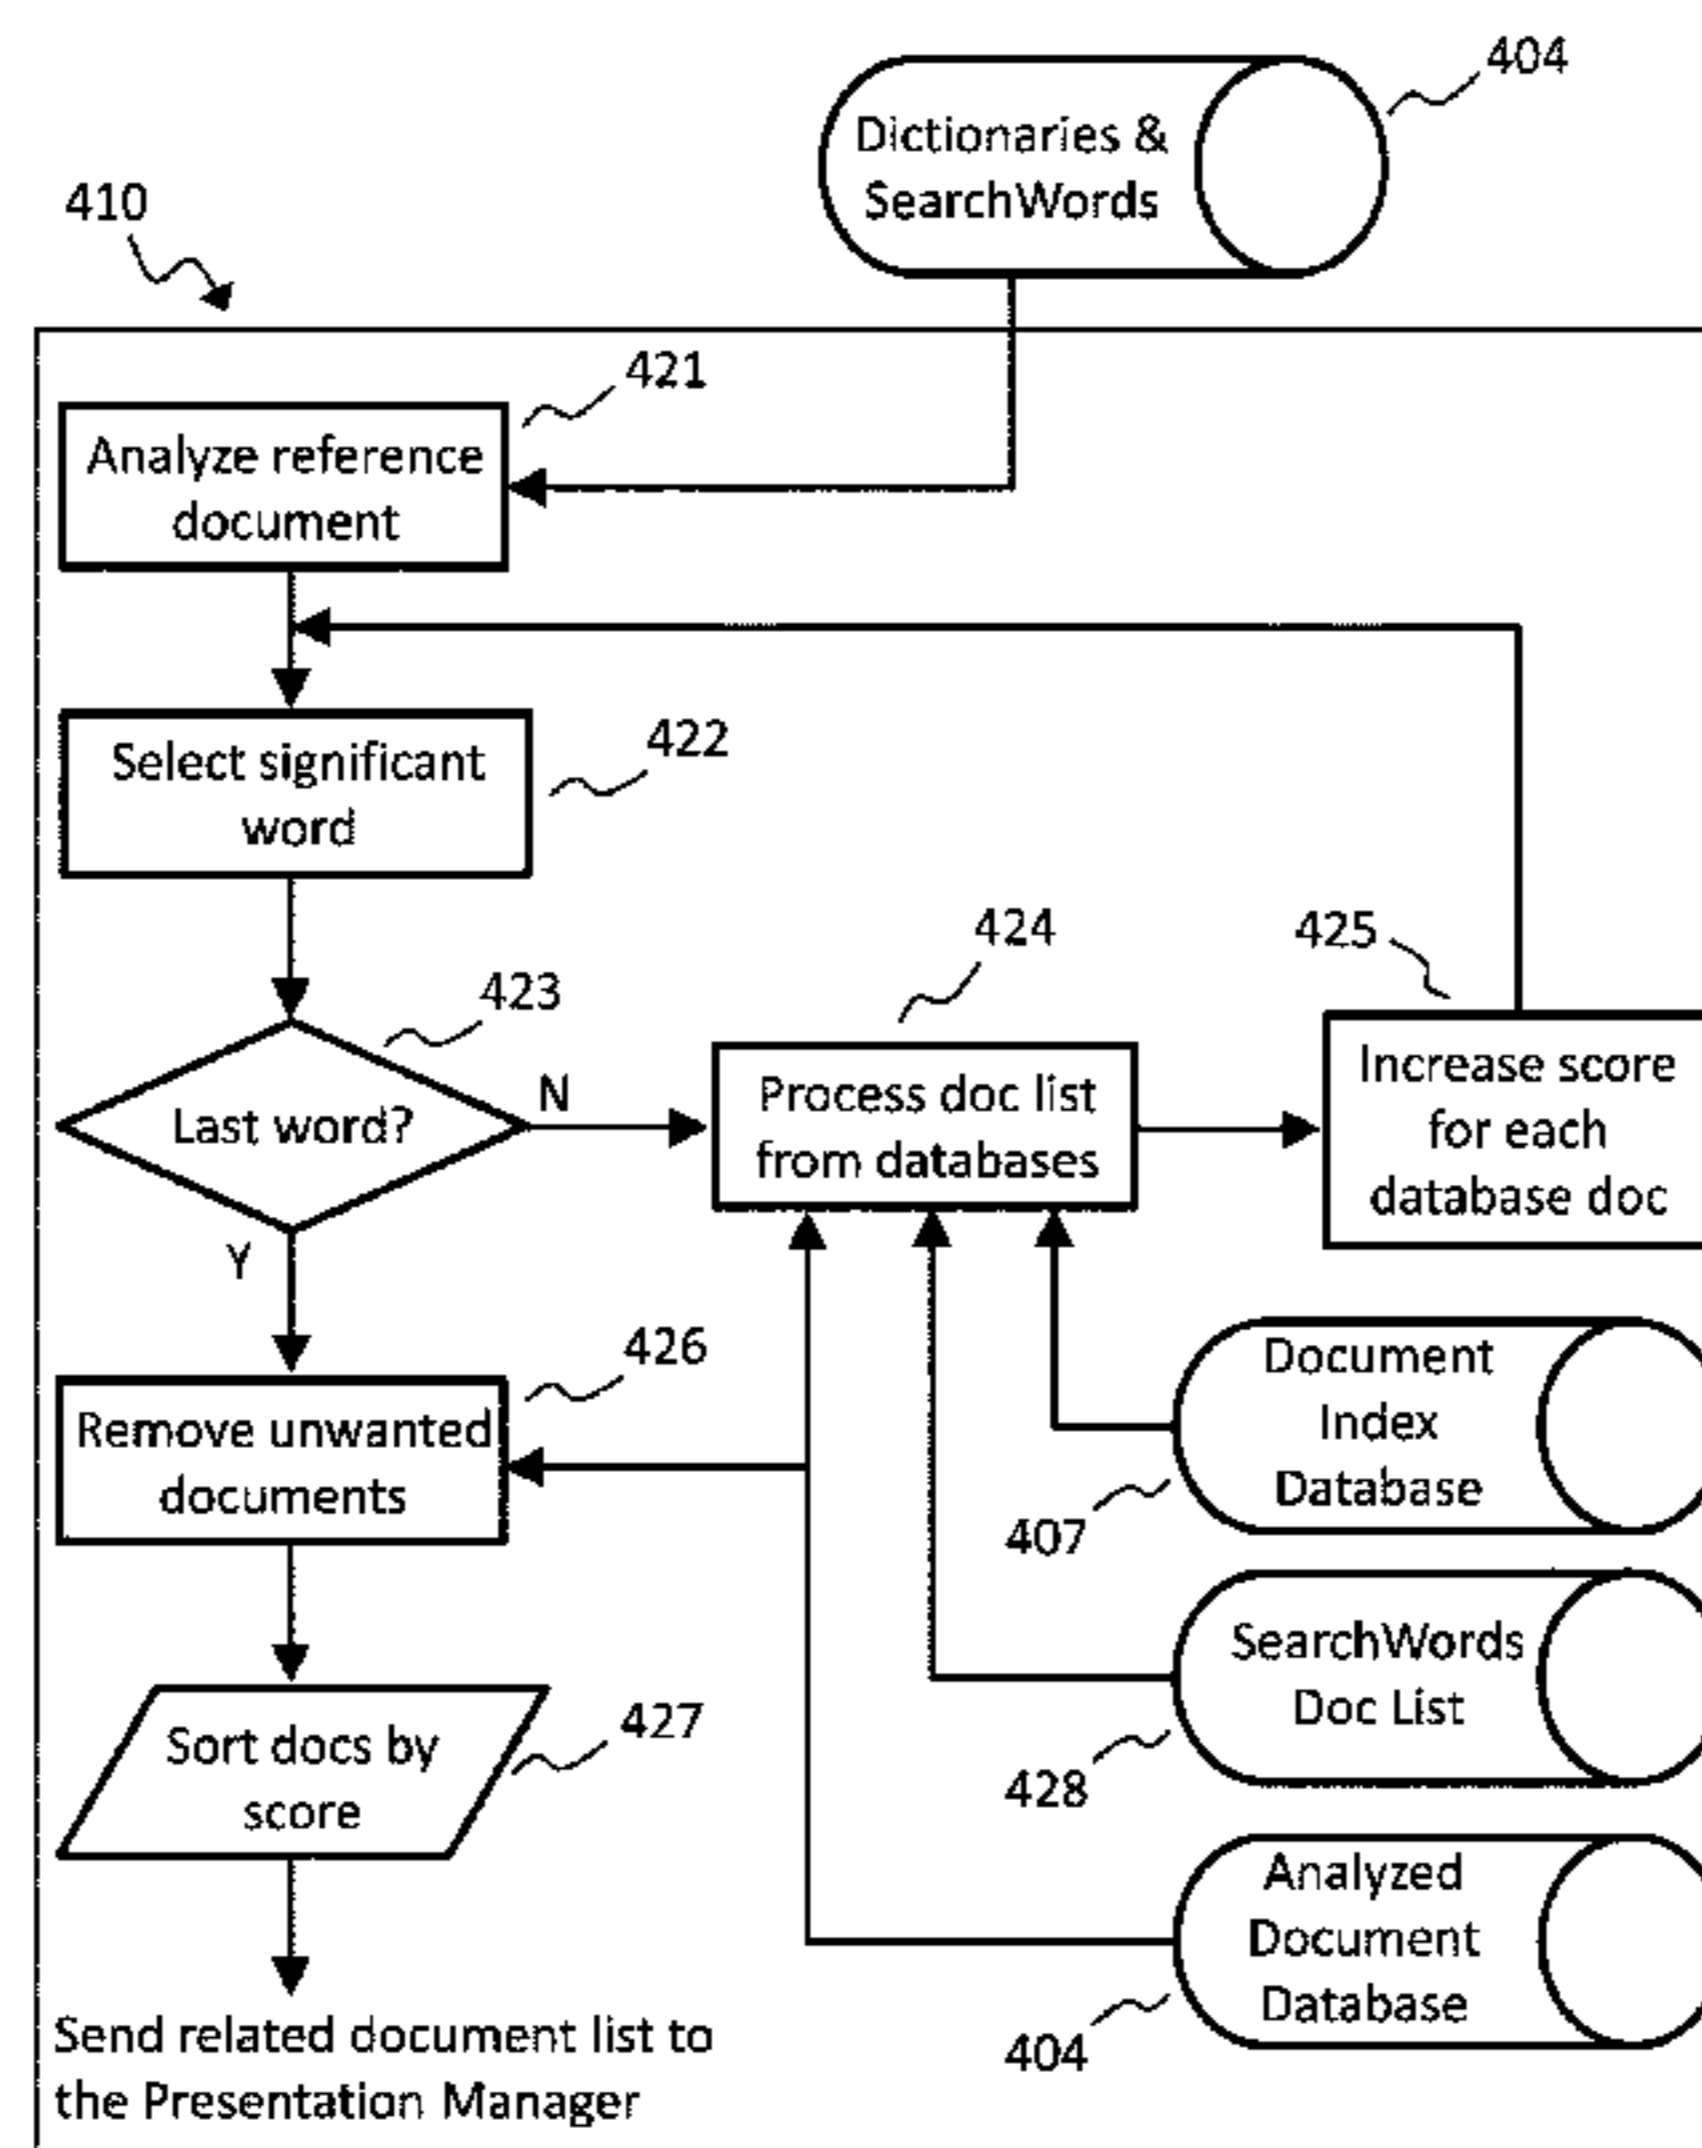 404
Dictionaries &
SearchWords
410
421
Analyze reference
document
422
Select significant
word
423
Last word?
N
Y
424
Process doc list
from databases
425
Increase score
for each
database doc
426
Remove unwanted
documents
Document
Index
Database
407
SearchWords
Doc List
428
427
Sort docs by
score
Analyzed
Document
Database
404
Send related document list to
the Presentation Manager